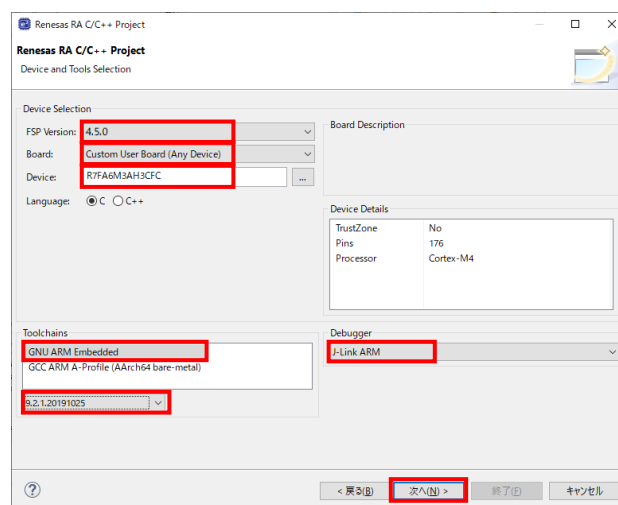 Renesas RA C/C++ Project
Renesas RA C/C++ Project
Device and Tools Selection
Device Selection
FSP Version: 4.5.0
Board: Custom User Board (Any Device)
Device: R7FA6M3AH3CFC ...
Language: C C++
Board Description
Device Details
TrustZone No
Pins 176
Processor Cortex-M4
Toolchains
GNU ARM Embedded
GCC ARM A-Profile (AArch64 bare-metal)
9.2.1.20191025
Debugger
J-Link ARM
?
< 戻る(B) 次へ(N) > 終了(F) キャンセル